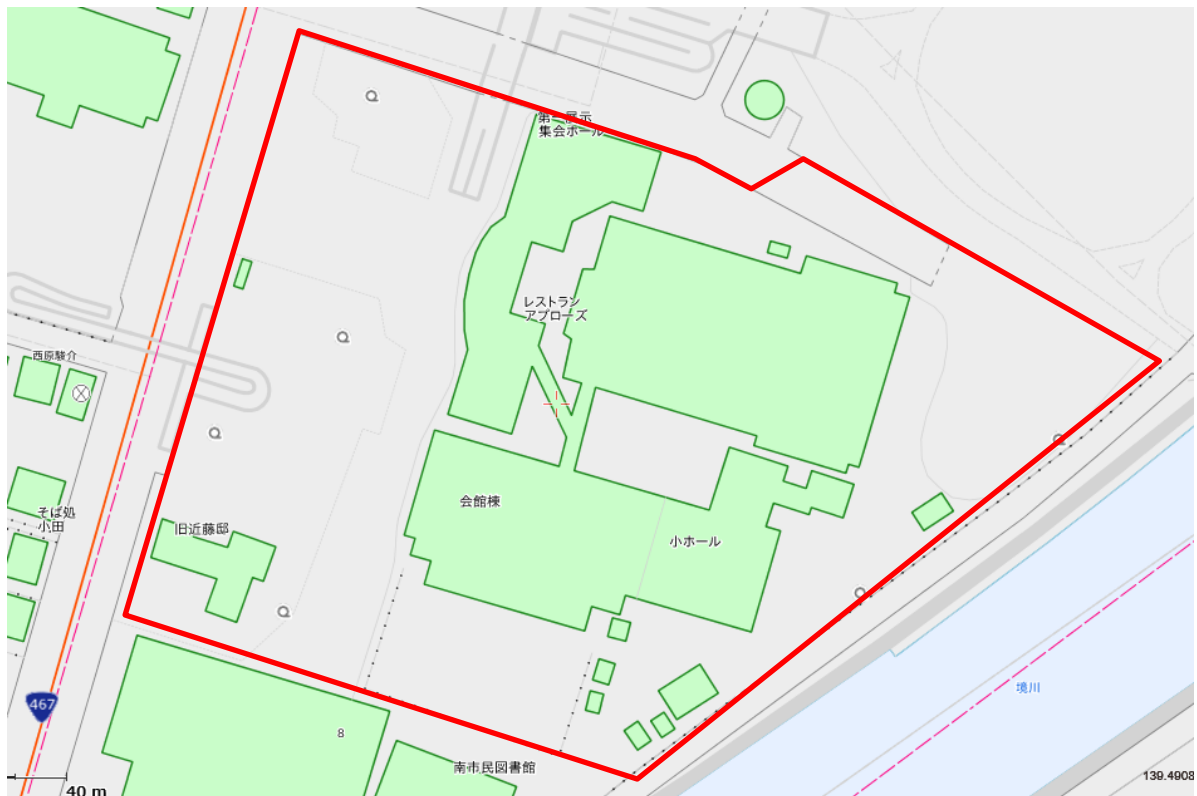 第一展示
集会ホール
レストラン
アプローズ
西原駿介
会館棟
そば処
小田
旧近藤邸
小ホール
境川
467
8
南市民図書館
139.4908
40 m